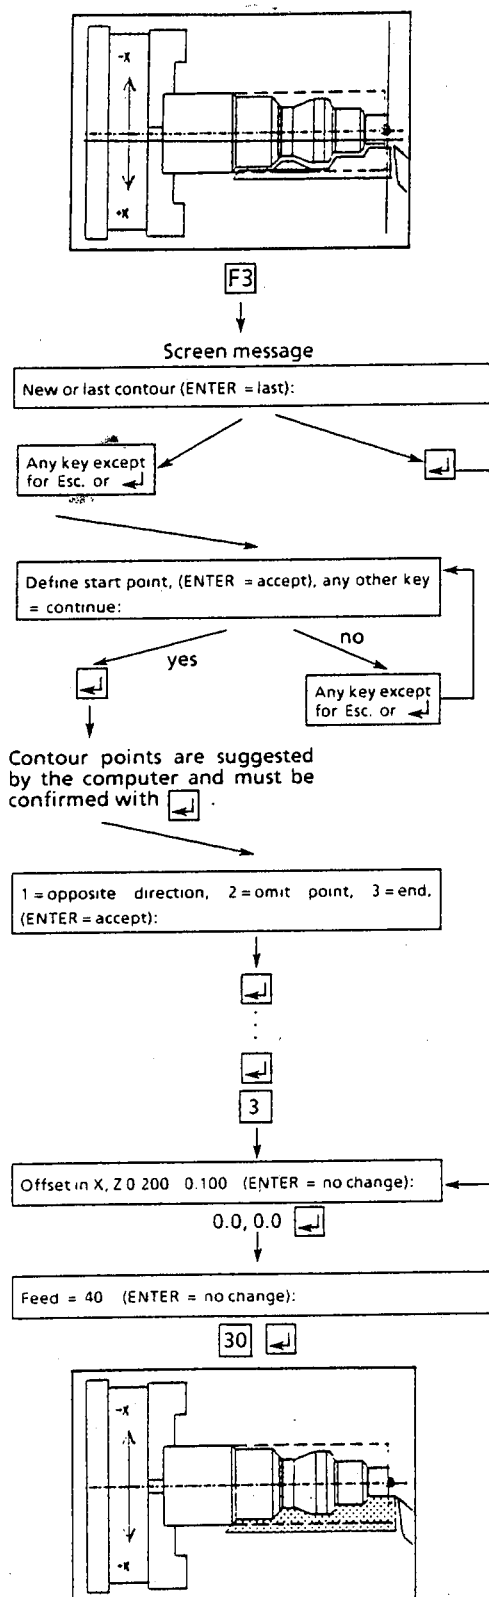 -X
+X
F3
Screen message
New or last contour (ENTER = last):
Any key except
for Esc. or
Define start point, (ENTER = accept), any other key
= continue:
yes
no
Any key except
for Esc. or
Contour points are suggested
by the computer and must be
confirmed with .
1 = opposite direction, 2 = omit point, 3 = end,
(ENTER = accept):
3
Offset in X, Z 0 200 0.100 (ENTER = no change):
0.0, 0.0
Feed = 40 (ENTER = no change):
30
-X
+X